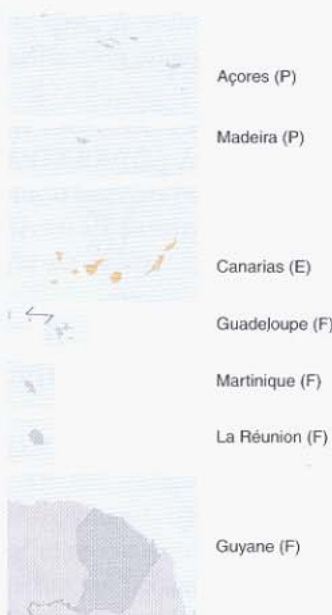 Açores (P)
Madeira (P)
Canarias (E)
Guadeloupe (F)
Martinique (F)
La Réunion (F)
Guyane (F)